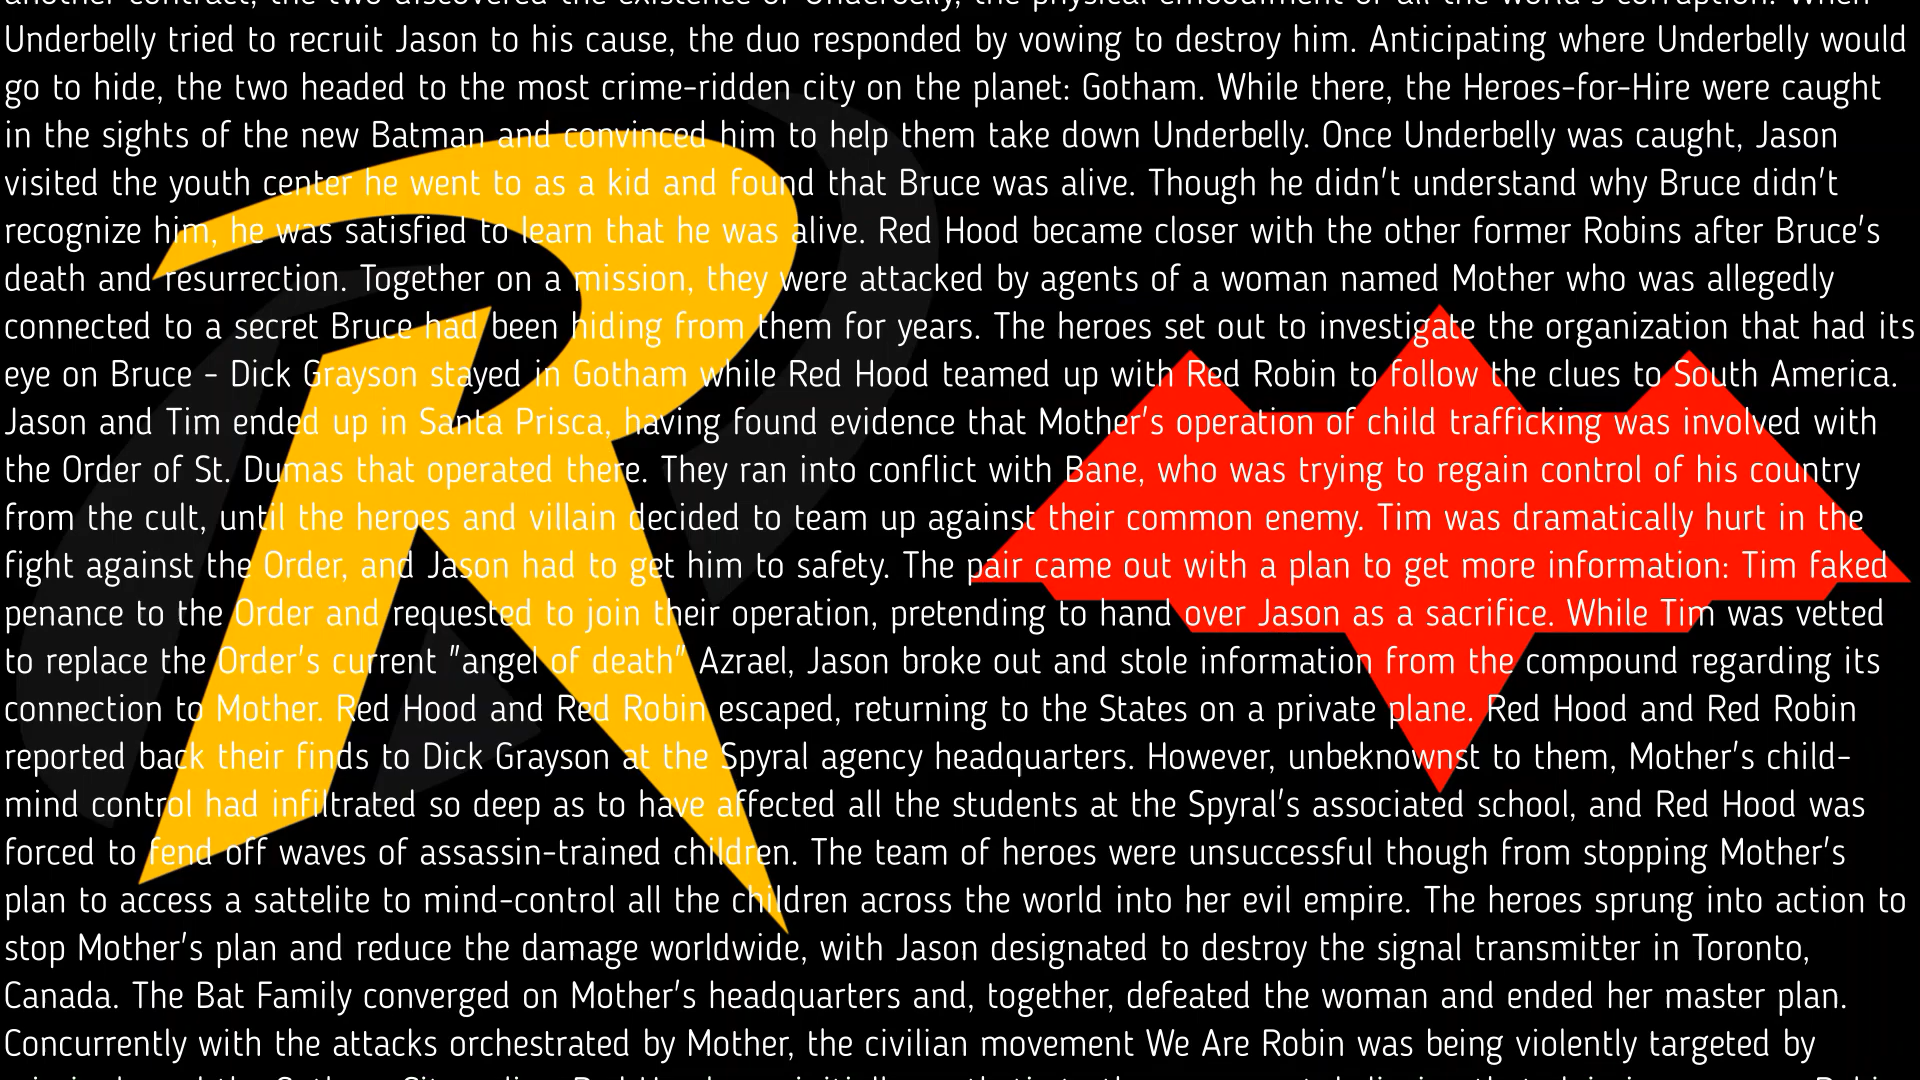 another contract, the two discovered the existence of Underbelly, the physical embodiment of all the world's corruption. When
Underbelly tried to recruit Jason to his cause, the duo responded by vowing to destroy him. Anticipating where Underbelly would
go to hide, the two headed to the most crime-ridden city on the planet: Gotham. While there, the Heroes-for-Hire were caught
in the sights of the new Batman and convinced him to help them take down Underbelly. Once Underbelly was caught, Jason
visited the youth center he went to as a kid and found that Bruce was alive. Though he didn't understand why Bruce didn't
recognize him, he was satisfied to learn that he was alive. Red Hood became closer with the other former Robins after Bruce's
death and resurrection. Together on a mission, they were attacked by agents of a woman named Mother who was allegedly
connected to a secret Bruce had been hiding from them for years. The heroes set out to investigate the organization that had its
eye on Bruce - Dick Grayson stayed in Gotham while Red Hood teamed up with Red Robin to follow the clues to South America.
Jason and Tim ended up in Santa Prisca, having found evidence that Mother's operation of child trafficking was involved with
the Order of St. Dumas that operated there. They ran into conflict with Bane, who was trying to regain control of his country
from the cult, until the heroes and villain decided to team up against their common enemy. Tim was dramatically hurt in the
fight against the Order, and Jason had to get him to safety. The pair came out with a plan to get more information: Tim faked
penance to the Order and requested to join their operation, pretending to hand over Jason as a sacrifice. While Tim was vetted
to replace the Order's current "angel of death" Azrael, Jason broke out and stole information from the compound regarding its
connection to Mother. Red Hood and Red Robin escaped, returning to the States on a private plane. Red Hood and Red Robin
reported back their finds to Dick Grayson at the Spyral agency headquarters. However, unbeknownst to them, Mother's child-
mind control had infiltrated so deep as to have affected all the students at the Spyral's associated school, and Red Hood was
forced to fend off waves of assassin-trained children. The team of heroes were unsuccessful though from stopping Mother's
plan to access a sattelite to mind-control all the children across the world into her evil empire. The heroes sprung into action to
stop Mother's plan and reduce the damage worldwide, with Jason designated to destroy the signal transmitter in Toronto,
Canada. The Bat Family converged on Mother's headquarters and, together, defeated the woman and ended her master plan.
Concurrently with the attacks orchestrated by Mother, the civilian movement We Are Robin was being violently targeted by